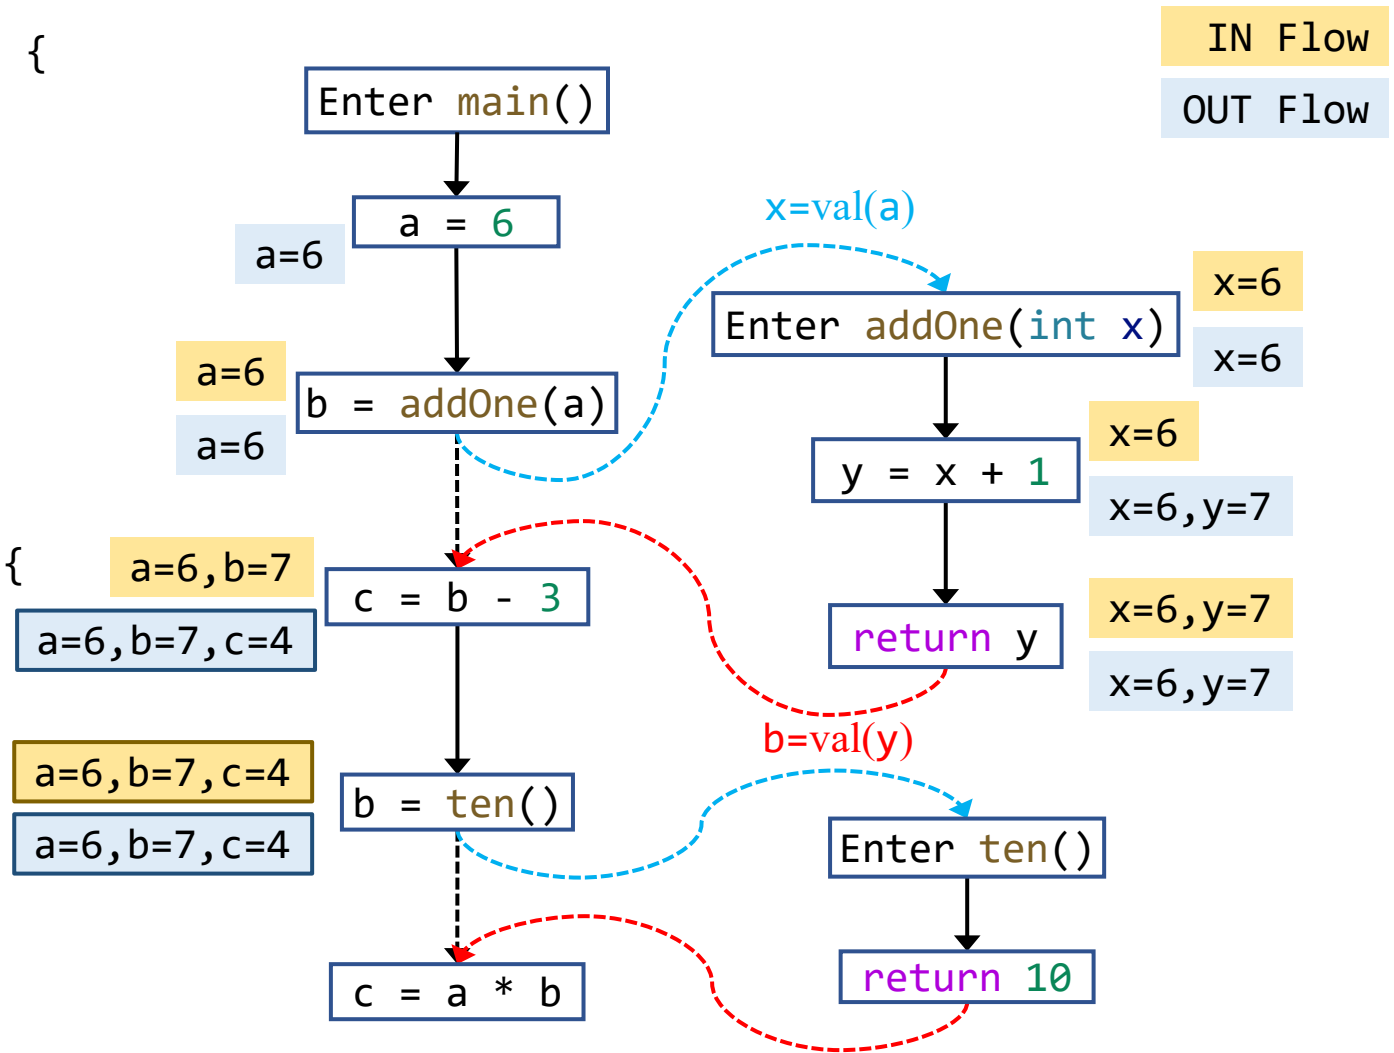 IN Flow
{
OUT Flow
Enter main()
x=val(a)
a = 6
a=6
x=6
Enter addOne(int x)
x=6
a=6
b = addOne(a)
a=6
x=6
y = x + 1
x=6,y=7
{
a=6,b=7
c = b - 3
a=6,b=7,c=4
x=6,y=7
return y
x=6,y=7
b=val(y)
a=6,b=7,c=4
b = ten()
a=6,b=7,c=4
Enter ten()
return 10
c = a * b